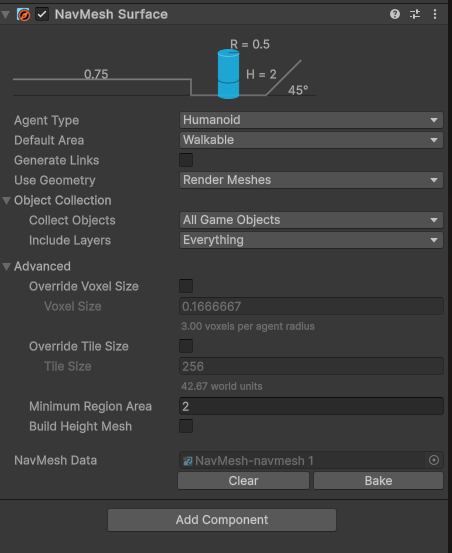 NavMesh Surface
R = 0.5
0.75
H = 2
45°
Agent Type Humanoid
Default Area Walkable
Generate Links
Use Geometry Render Meshes
Object Collection
Collect Objects All Game Objects
Include Layers Everything
Advanced
Override Voxel Size
Voxel Size 0.1666667
3.00 voxels per agent radius
Override Tile Size
Tile Size 256
42.67 world units
Minimum Region Area 2
Build Height Mesh
NavMesh Data NavMesh-navmesh 1
Clear Bake
Add Component